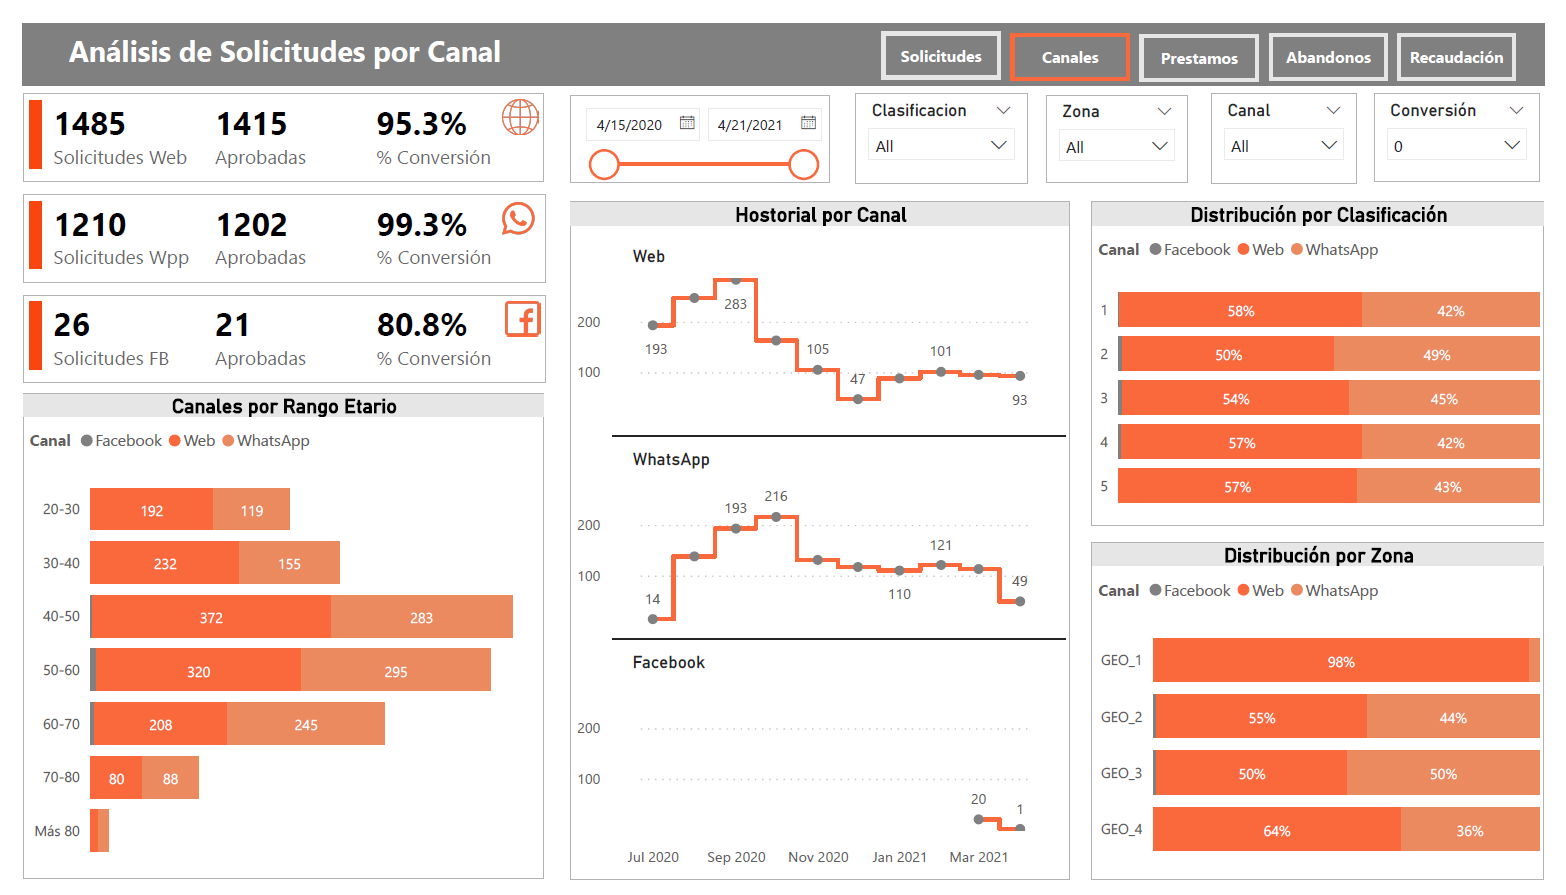 Análisis de Solicitudes por Canal
Solicitudes
Canales
Prestamos
Abandonos
Recaudación
1485
1415
95.3%
Solicitudes Web
Aprobadas
% Conversión
1210
1202
99.3%
Solicitudes Wpp
Aprobadas
% Conversión
26
21
80.8%
Solicitudes FB
Aprobadas
% Conversión
4/15/2020
4/21/2021
Clasificacion
All
Zona
All
Canal
All
Conversión
0
Canales por Rango Etario
Canal Facebook Web WhatsApp
20-30 192 119
30-40 232 155
40-50 372 283
50-60 320 295
60-70 208 245
70-80 80 88
Más 80
Hostorial por Canal
Web
283
200
193
105
101
100
47
93
WhatsApp
216
193
200
121
100
14
110
49
Facebook
200
100
20
1
Jul 2020 Sep 2020 Nov 2020 Jan 2021 Mar 2021
Distribución por Clasificación
Canal Facebook Web WhatsApp
1 58% 42%
2 50% 49%
3 54% 45%
4 57% 42%
5 57% 43%
Distribución por Zona
Canal Facebook Web WhatsApp
GEO_1 98%
GEO_2 55% 44%
GEO_3 50% 50%
GEO_4 64% 36%